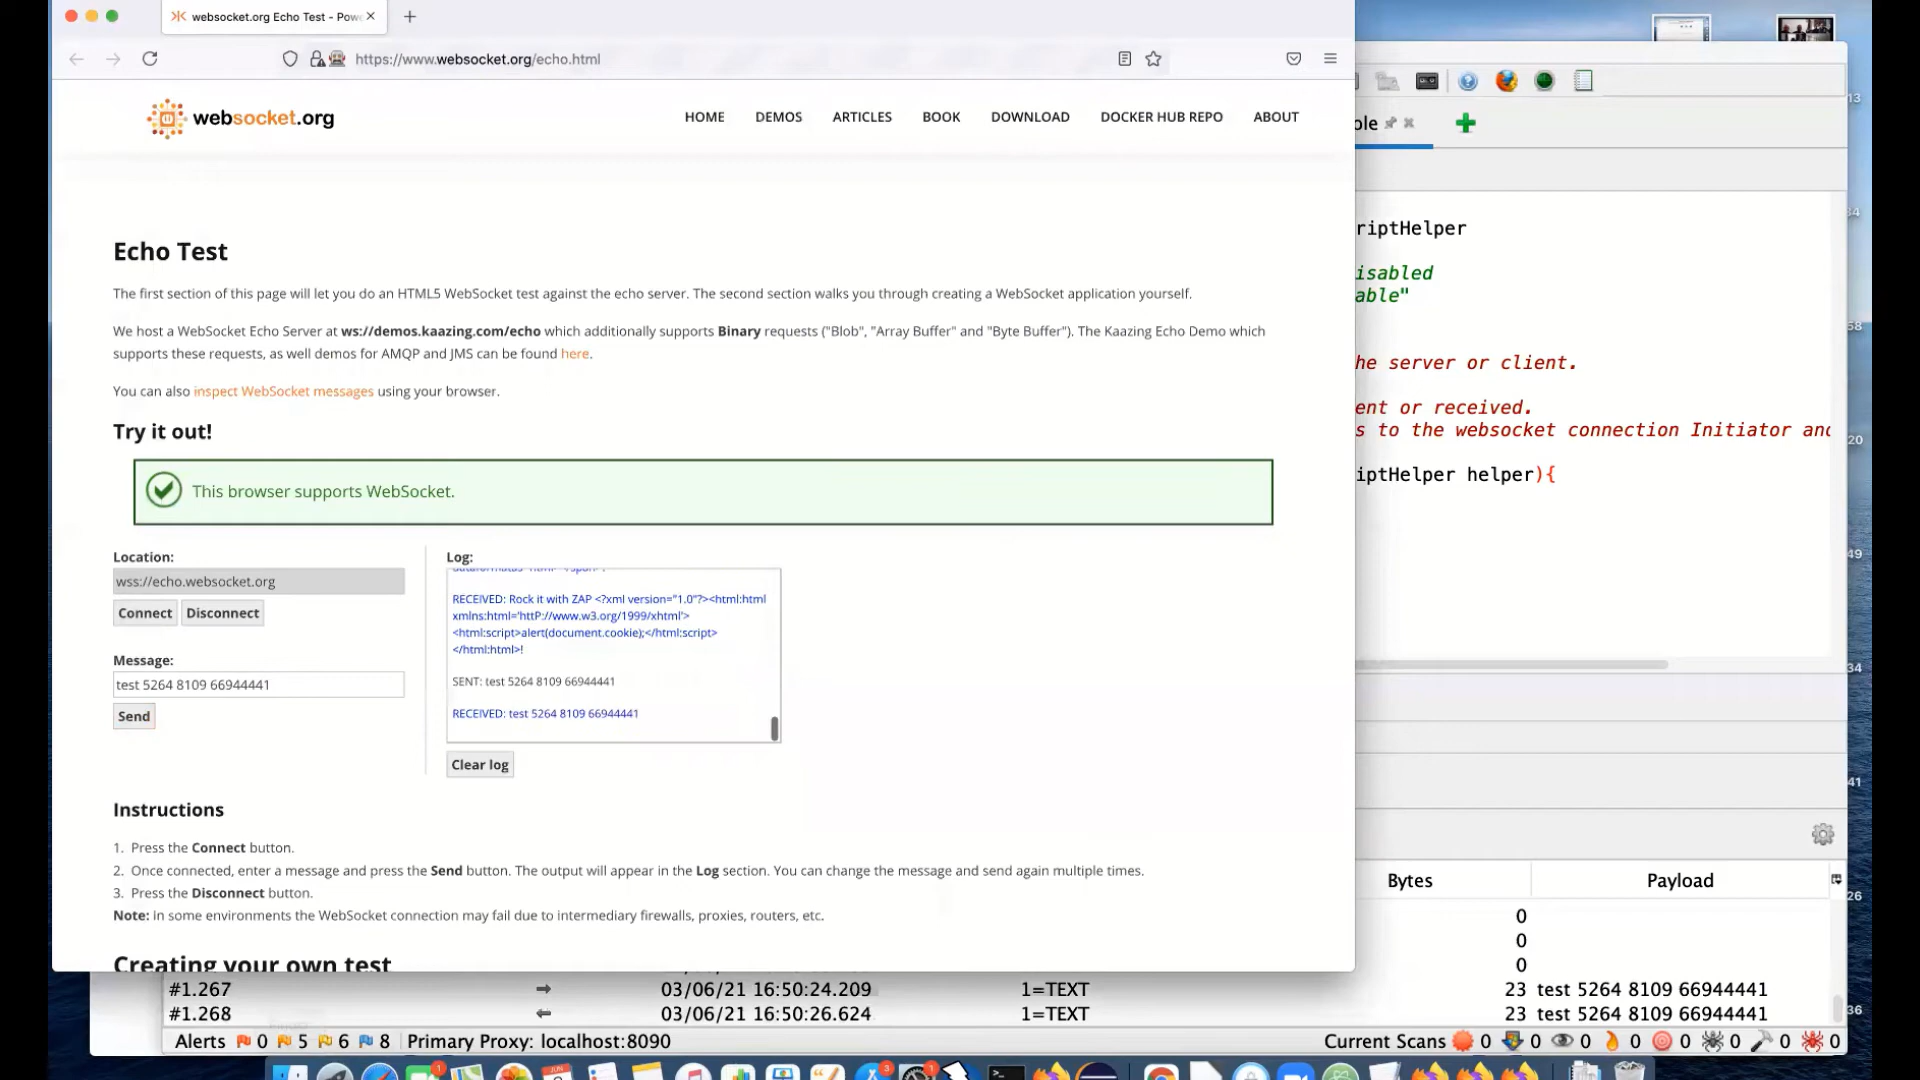 websocket.org Echo Test - Pow
https://www.websocket.org/echo.html
websocket.org
HOME DEMOS ARTICLES BOOK DOWNLOAD DOCKER HUB REPO ABOUT
Echo Test
The first section of this page will let you do an HTML5 WebSocket test against the echo server. The second section walks you through creating a WebSocket application yourself.
We host a WebSocket Echo Server at ws://demos.kaazing.com/echo which additionally supports Binary requests ("Blob", "Array Buffer" and "Byte Buffer"). The Kaazing Echo Demo which
supports these requests, as well demos for AMQP and JMS can be found here.
You can also inspect WebSocket messages using your browser.
Try it out!
This browser supports WebSocket.
Location:
wss://echo.websocket.org
Connect Disconnect
Message:
test 5264 8109 66944441
Send
Log:
RECEIVED: Rock it with ZAP <?xml version="1.0"?><html:html
xmlns:html='httP://www.w3.org/1999/xhtml'>
<html:script>alert(document.cookie);</html:script>
</html:html>!
SENT: test 5264 8109 66944441
RECEIVED: test 5264 8109 66944441
Clear log
Instructions
1. Press the Connect button.
2. Once connected, enter a message and press the Send button. The output will appear in the Log section. You can change the message and send again multiple times.
3. Press the Disconnect button.
Note: In some environments the WebSocket connection may fail due to intermediary firewalls, proxies, routers, etc.
Creating your own test
ole
riptHelper
isabled
able"
he server or client.
ent or received.
s to the websocket connection Initiator and
iptHelper helper){
Bytes Payload
0
0
0
#1.267 03/06/21 16:50:24.209 1=TEXT 23 test 5264 8109 66944441
#1.268 03/06/21 16:50:26.624 1=TEXT 23 test 5264 8109 66944441
Alerts 0 5 6 8 Primary Proxy: localhost:8090
Current Scans 0 0 0 0 0 0 0 0
13
34
58
20
49
34
41
26
36
JUN
1
3
1